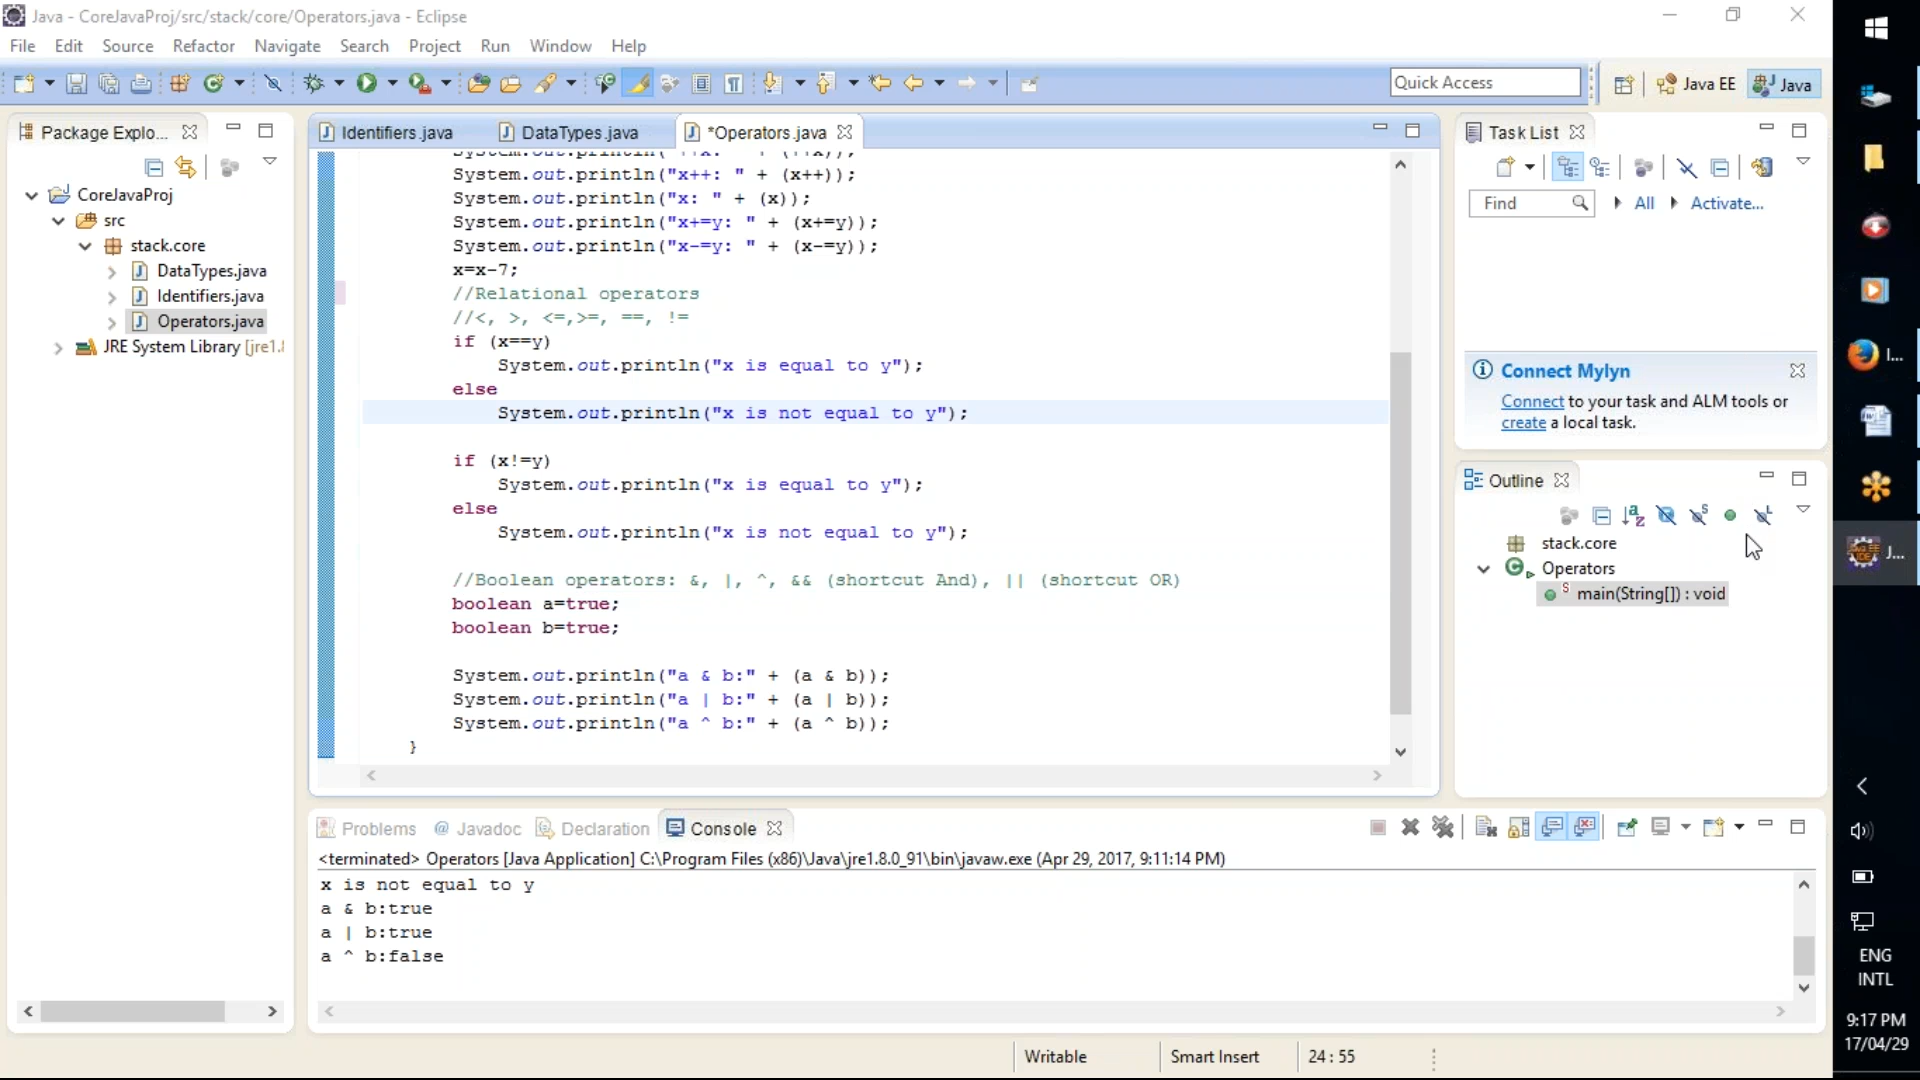 Java - CoreJavaProj/src/stack/core/Operators.java - Eclipse
File Edit Source Refactor Navigate Search Project Run Window Help
Quick Access
Java EE
Java
Package Explo...
Identifiers.java
DataTypes.java
*Operators.java
Task List
CoreJavaProj
src
stack.core
DataTypes.java
Identifiers.java
Operators.java
JRE System Library [jre1.
System.out.println("++x: " + (++x));
System.out.println("x++: " + (x++));
System.out.println("x: " + (x));
System.out.println("x+=y: " + (x+=y));
System.out.println("x-=y: " + (x-=y));
x=x-7;
//Relational operators
//<, >, <=,>=, ==, !=
if (x==y)
System.out.println("x is equal to y");
else
System.out.println("x is not equal to y");
if (x!=y)
System.out.println("x is equal to y");
else
System.out.println("x is not equal to y");
//Boolean operators: &, |, ^, && (shortcut And), || (shortcut OR)
boolean a=true;
boolean b=true;
System.out.println("a & b:" + (a & b));
System.out.println("a | b:" + (a | b));
System.out.println("a ^ b:" + (a ^ b));
}
Find
All
Activate...
Connect Mylyn
Connect to your task and ALM tools or
create a local task.
Outline
stack.core
Operators
main(String[]) : void
Problems @ Javadoc Declaration Console
<terminated> Operators [Java Application] C:\Program Files (x86)\Java\jre1.8.0_91\bin\javaw.exe (Apr 29, 2017, 9:11:14 PM)
x is not equal to y
a & b:true
a | b:true
a ^ b:false
Writable
Smart Insert
24 : 55
I...
J...
ENG
INTL
9:17 PM
17/04/29